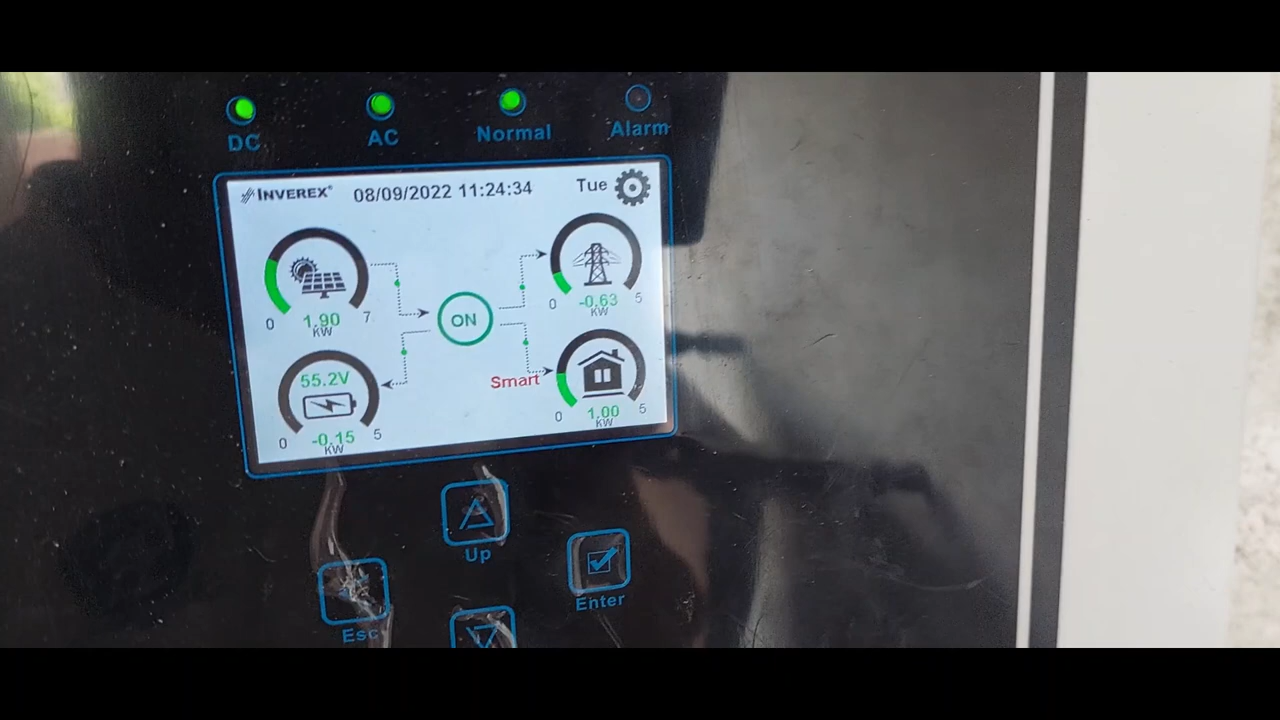 DC AC Normal Alarm
INVEREX® 08/09/2022 11:24:34 Tue
0 1.90 7
KW
0 -0.63 5
KW
ON
55.2V
0 -0.15 5
KW
Smart
0 1.00 5
KW
Up
Enter
Esc